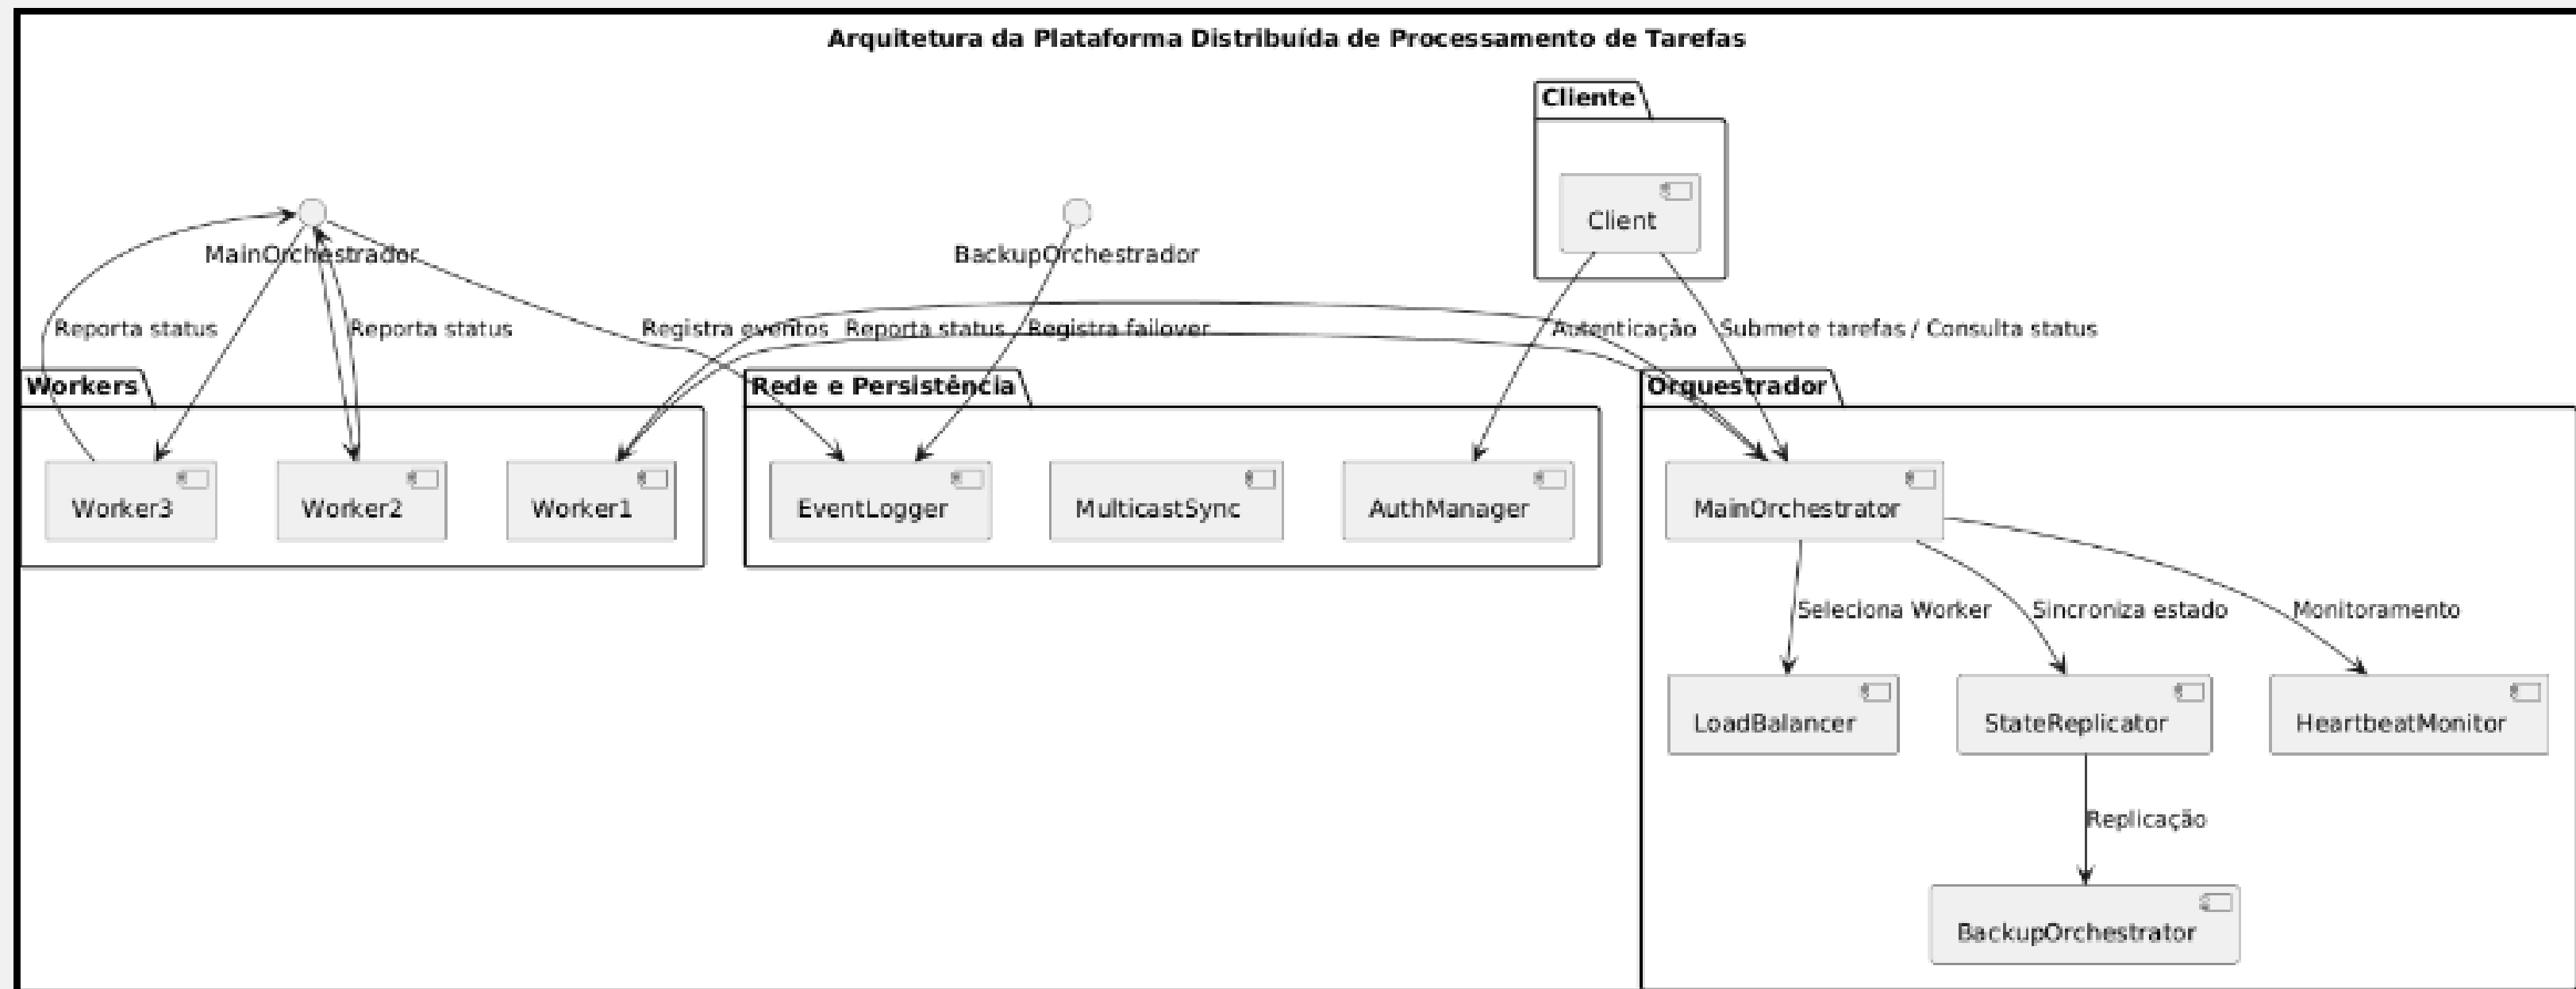 Arquitetura da Plataforma Distribuída de Processamento de Tarefas
Cliente
Client
MainOrchestrador
BackupOrchestrador
Reporta status
Reporta status
Registra eventos
Reporta status
Registra failover
Autenticação
Submete tarefas / Consulta status
Workers
Rede e Persistência
Orquestrador
Worker3
Worker2
Worker1
EventLogger
MulticastSync
AuthManager
MainOrchestrator
Seleciona Worker
Sincroniza estado
Monitoramento
LoadBalancer
StateReplicator
HeartbeatMonitor
Replicação
BackupOrchestrator